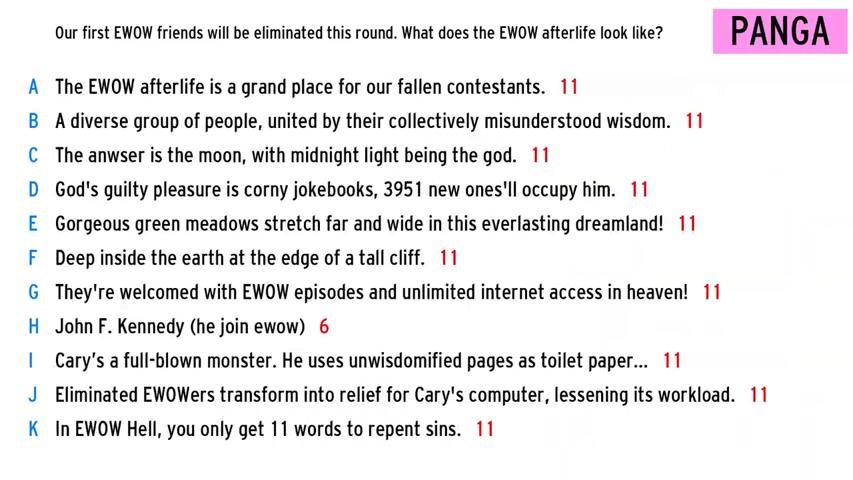 Our first EWOW friends will be eliminated this round. What does the EWOW afterlife look like?
PANGA
A The EWOW afterlife is a grand place for our fallen contestants. 11
B A diverse group of people, united by their collectively misunderstood wisdom. 11
C The anwser is the moon, with midnight light being the god. 11
D God's guilty pleasure is corny jokebooks, 3951 new ones'll occupy him. 11
E Gorgeous green meadows stretch far and wide in this everlasting dreamland! 11
F Deep inside the earth at the edge of a tall cliff. 11
G They're welcomed with EWOW episodes and unlimited internet access in heaven! 11
H John F. Kennedy (he join ewow) 6
I Cary’s a full-blown monster. He uses unwisdomified pages as toilet paper... 11
J Eliminated EWOWers transform into relief for Cary's computer, lessening its workload. 11
K In EWOW Hell, you only get 11 words to repent sins. 11